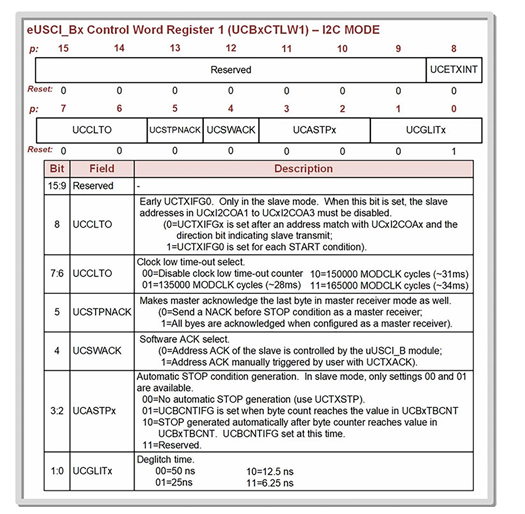 eUSCI_Bx Control Word Register 1 (UCBxCTLW1) – I2C MODE
p: 15 14 13 12 11 10 9 8
Reserved UCETXINT
Reset: 0 0 0 0 0 0 0 0
p: 7 6 5 4 3 2 1 0
UCCLTO UCSTPNACK UCSWACK UCASTPx UCGLITx
Reset: 0 0 0 0 0 0 0 1
Bit Field Description
15:9 Reserved -
Early UCTXIFG0. Only in the slave mode. When this bit is set, the slave
addresses in UCxI2COA1 to UCxI2COA3 must be disabled.
8 UCCLTO (0=UCTXIFGx is set after an address match with UCxI2COAx and the
direction bit indicating slave transmit;
1=UCTXIFG0 is set for each START condition).
Clock low time-out select.
7:6 UCCLTO 00=Disable clock low time-out counter 10=150000 MODCLK cycles (~31ms)
01=135000 MODCLK cycles (~28ms) 11=165000 MODCLK cycles (~34ms)
Makes master acknowledge the last byte in master receiver mode as well.
5 UCSTPNACK (0=Send a NACK before STOP condition as a master receiver;
1=All byes are acknowledged when configured as a master receiver).
Software ACK select.
4 UCSWACK (0=Address ACK of the slave is controlled by the uUSCI_B module;
1=Address ACK manually triggered by user with UCTXACK).
Automatic STOP condition generation. In slave mode, only settings 00 and 01
are available.
00=No automatic STOP generation (use UCTXSTP).
3:2 UCASTPx 01=UCBCNTIFG is set when byte count reaches the value in UCBxTBCNT
10=STOP generated automatically after byte counter reaches value in
UCBxTBCNT. UCBCNTIFG set at this time.
11=Reserved.
Deglitch time.
1:0 UCGLITx 00=50 ns 10=12.5 ns
01=25ns 11=6.25 ns